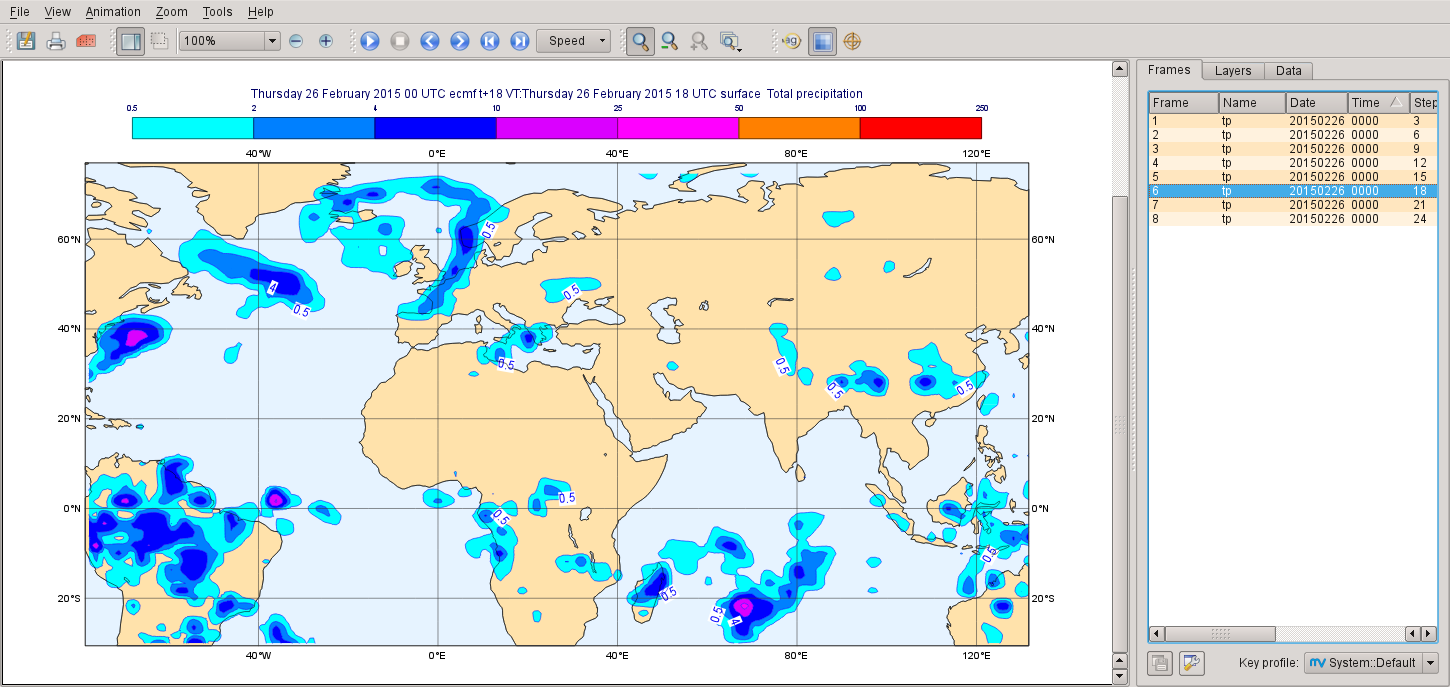 File View Animation Zoom Tools Help
100% Speed ag
Frames Layers Data
Thursday 26 February 2015 00 UTC ecmf t+18 VT:Thursday 26 February 2015 18 UTC surface Total precipitation
0.5 2 4 10 25 50 100 250
40°W 0°E 40°E 80°E 120°E
60°N 60°N
40°N 40°N
20°N 20°N
0°N 0°N
20°S 20°S
40°W 0°E 40°E 80°E 120°E
0.5
0.5
4
0.5
0.5
0.5
0.5
0.5
0.5
0.5
0.5
0.5
0.5
4
Frame Name Date Time Step
1 tp 20150226 0000 3
2 tp 20150226 0000 6
3 tp 20150226 0000 9
4 tp 20150226 0000 12
5 tp 20150226 0000 15
6 tp 20150226 0000 18
7 tp 20150226 0000 21
8 tp 20150226 0000 24
Key profile: System::Default